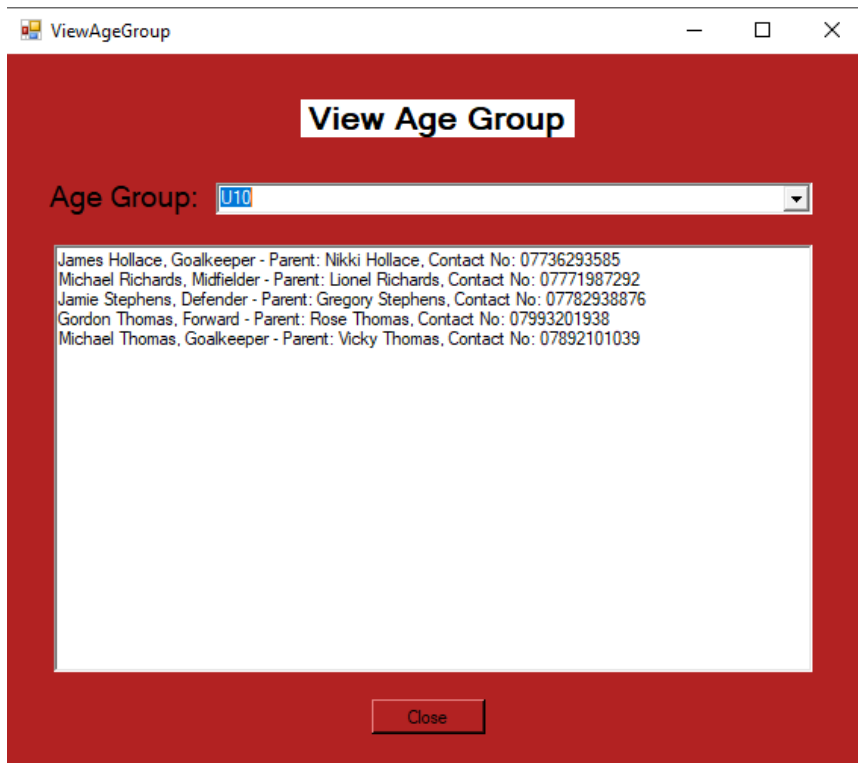 ViewAgeGroup
View Age Group
Age Group: U10
James Hollace, Goalkeeper - Parent: Nikki Hollace, Contact No: 07736293585
Michael Richards, Midfielder - Parent: Lionel Richards, Contact No: 07771987292
Jamie Stephens, Defender - Parent: Gregory Stephens, Contact No: 07782938876
Gordon Thomas, Forward - Parent: Rose Thomas, Contact No: 07993201938
Michael Thomas, Goalkeeper - Parent: Vicky Thomas, Contact No: 07892101039
Close